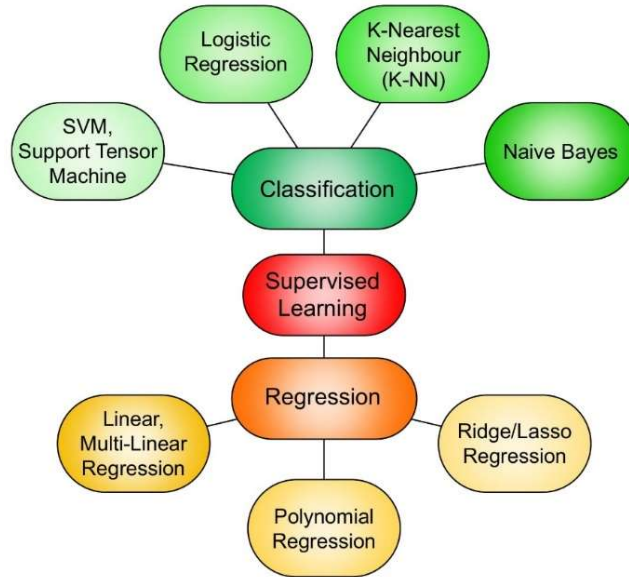 Logistic
Regression
K-Nearest
Neighbour
(K-NN)
SVM,
Support Tensor
Machine
Classification
Naive Bayes
Supervised
Learning
Regression
Linear,
Multi-Linear
Regression
Ridge/Lasso
Regression
Polynomial
Regression